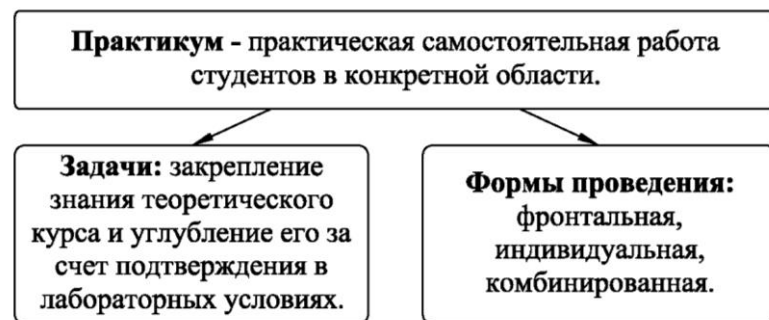 Практикум - практическая самостоятельная работа
студентов в конкретной области.
Задачи: закрепление
знания теоретического
курса и углубление его за
счет подтверждения в
лабораторных условиях.
Формы проведения:
фронтальная,
индивидуальная,
комбинированная.